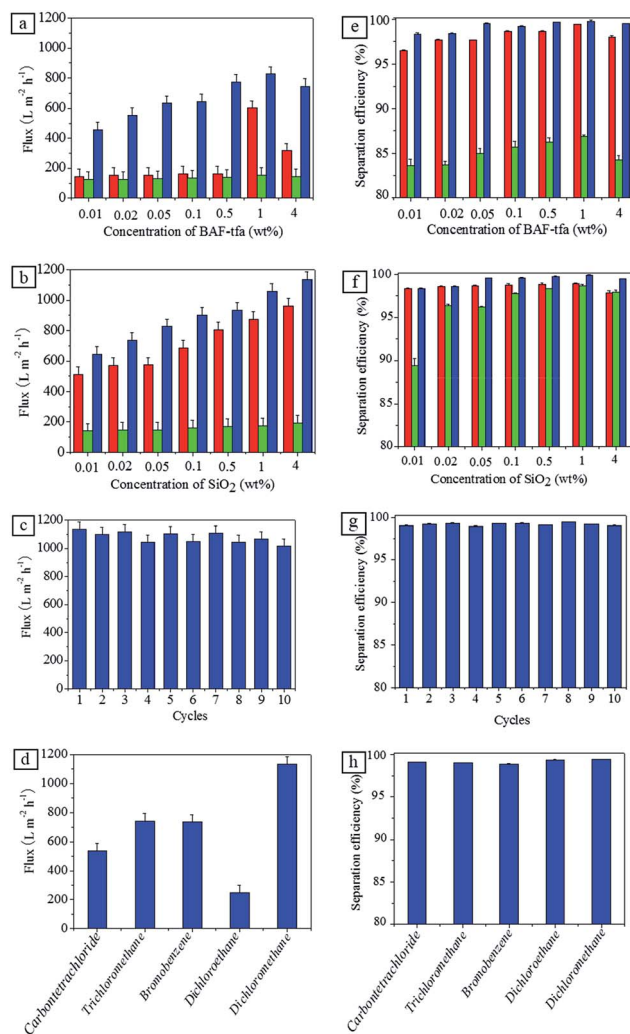 a
Flux (L m⁻² h⁻¹)
1200
1000
800
600
400
200
0
0.01 0.02 0.05 0.1 0.5 1 4
Concentration of BAF-tfa (wt%)
e
Separation efficiency (%)
100
95
90
85
80
0.01 0.02 0.05 0.1 0.5 1 4
Concentration of BAF-tfa (wt%)
b
Flux (L m⁻² h⁻¹)
1200
1000
800
600
400
200
0
0.01 0.02 0.05 0.1 0.5 1 4
Concentration of SiO₂ (wt%)
f
Separation efficiency (%)
100
95
90
85
80
0.01 0.02 0.05 0.1 0.5 1 4
Concentration of SiO₂ (wt%)
c
Flux (L m⁻² h⁻¹)
1200
1000
800
600
400
200
0
1 2 3 4 5 6 7 8 9 10
Cycles
g
Separation efficiency (%)
100
95
90
85
80
1 2 3 4 5 6 7 8 9 10
Cycles
d
Flux (L m⁻² h⁻¹)
1200
1000
800
600
400
200
0
Carbontetrachloride
Trichloromethane
Bromobenzene
Dichloroethane
Dichloromethane
h
Separation efficiency (%)
100
95
90
85
80
Carbontetrachloride
Trichloromethane
Bromobenzene
Dichloroethane
Dichloromethane